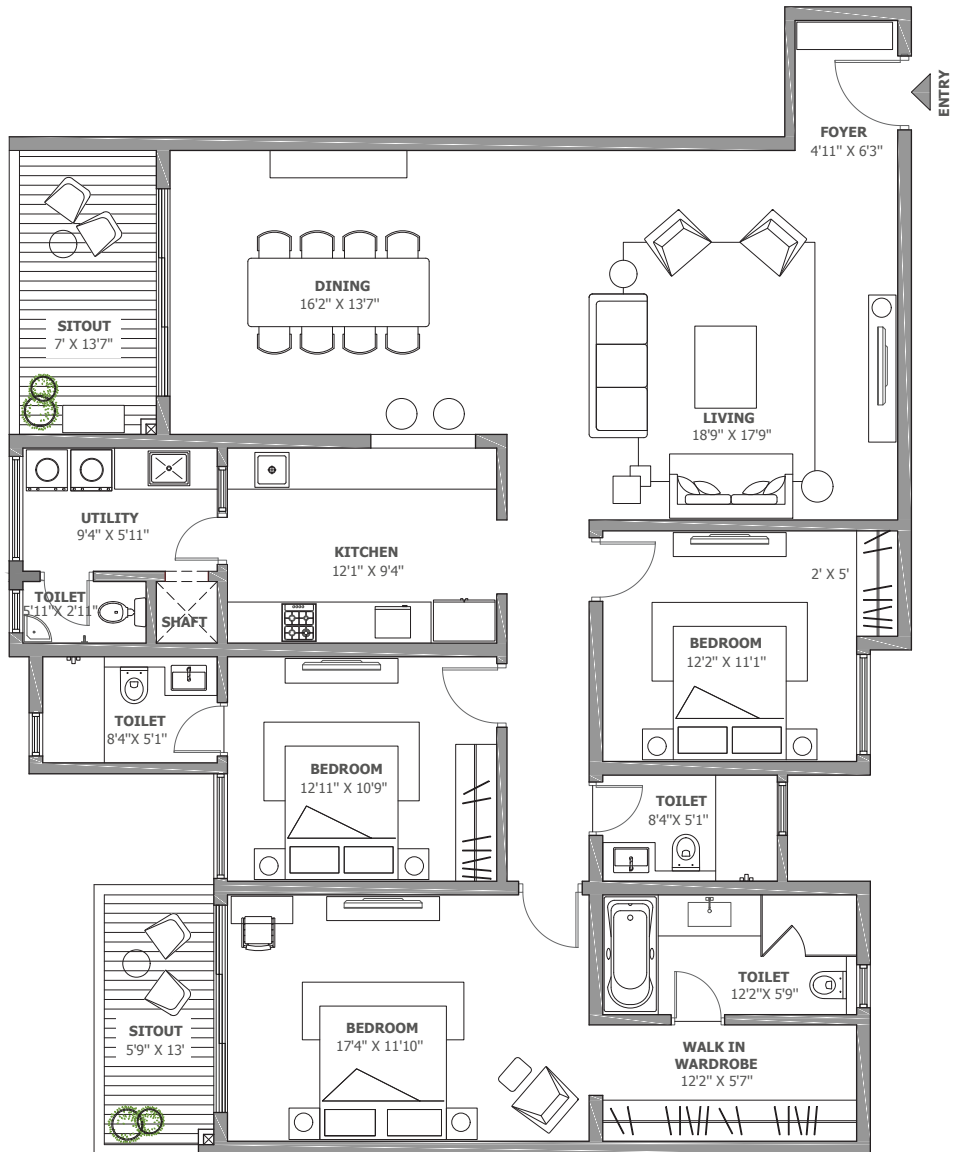 ENTRY
FOYER
4'11" X 6'3"
DINING
16'2" X 13'7"
SITOUT
7' X 13'7"
LIVING
18'9" X 17'9"
UTILITY
9'4" X 5'11"
KITCHEN
12'1" X 9'4"
2' X 5'
TOILET
5'11"X 2'11"
SHAFT
BEDROOM
12'2" X 11'1"
TOILET
8'4"X 5'1"
BEDROOM
12'11" X 10'9"
TOILET
8'4"X 5'1"
TOILET
12'2"X 5'9"
SITOUT
5'9" X 13'
BEDROOM
17'4" X 11'10"
WALK IN
WARDROBE
12'2" X 5'7"